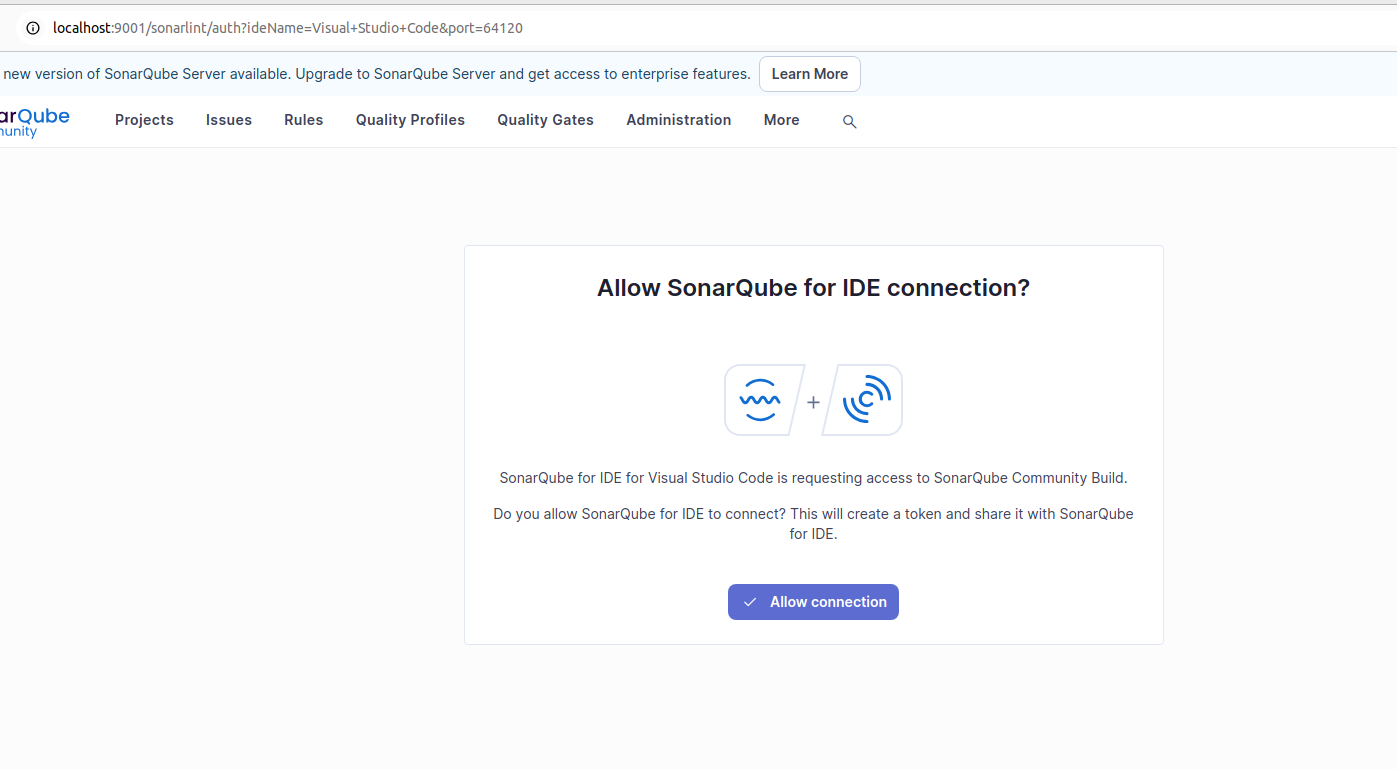 localhost:9001/sonarlint/auth?ideName=Visual+Studio+Code&port=64120
new version of SonarQube Server available. Upgrade to SonarQube Server and get access to enterprise features. Learn More
arQube
Projects Issues Rules Quality Profiles Quality Gates Administration More
nunity
Allow SonarQube for IDE connection?
+
SonarQube for IDE for Visual Studio Code is requesting access to SonarQube Community Build.
Do you allow SonarQube for IDE to connect? This will create a token and share it with SonarQube
for IDE.
Allow connection